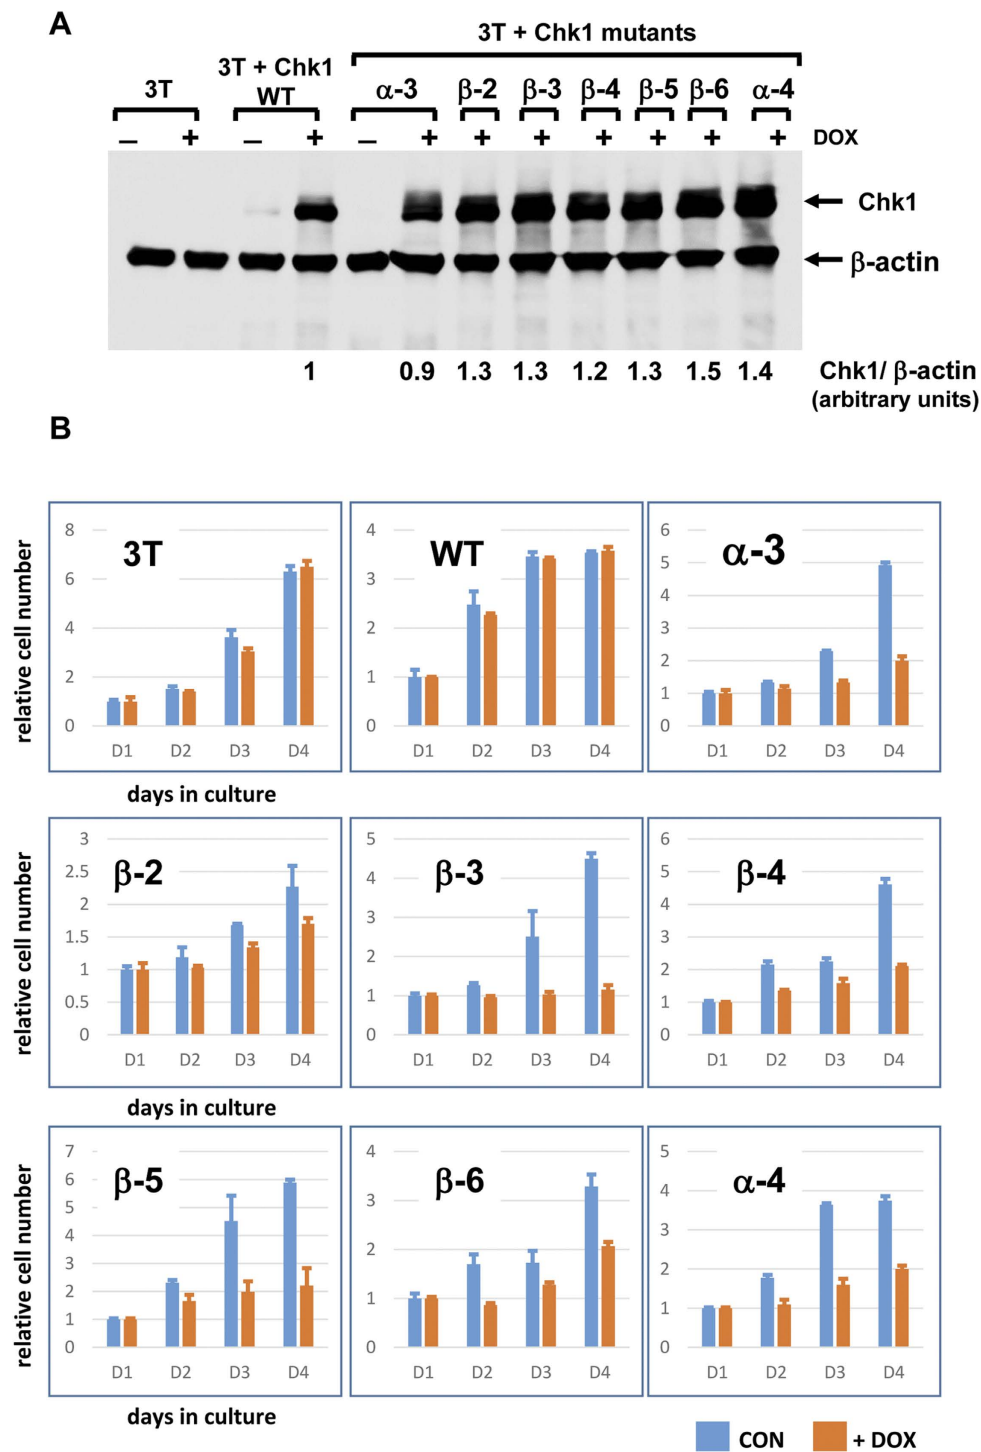 A
3T + Chk1 mutants
3T + Chk1
WT
3T
α-3 β-2 β-3 β-4 β-5 β-6 α-4
– + – + – + + + + + + + DOX
Chk1
β-actin
1 0.9 1.3 1.3 1.2 1.3 1.5 1.4 Chk1/ β-actin
(arbitrary units)
B
relative cell number
3T
8
6
4
2
0
D1 D2 D3 D4
days in culture
WT
4
3
2
1
0
D1 D2 D3 D4
α-3
6
5
4
3
2
1
0
D1 D2 D3 D4
relative cell number
β-2
3
2.5
2
1.5
1
0.5
0
D1 D2 D3 D4
days in culture
β-3
5
4
3
2
1
0
D1 D2 D3 D4
β-4
6
5
4
3
2
1
0
D1 D2 D3 D4
relative cell number
β-5
7
6
5
4
3
2
1
0
D1 D2 D3 D4
days in culture
β-6
4
3
2
1
0
D1 D2 D3 D4
α-4
5
4
3
2
1
0
D1 D2 D3 D4
CON + DOX